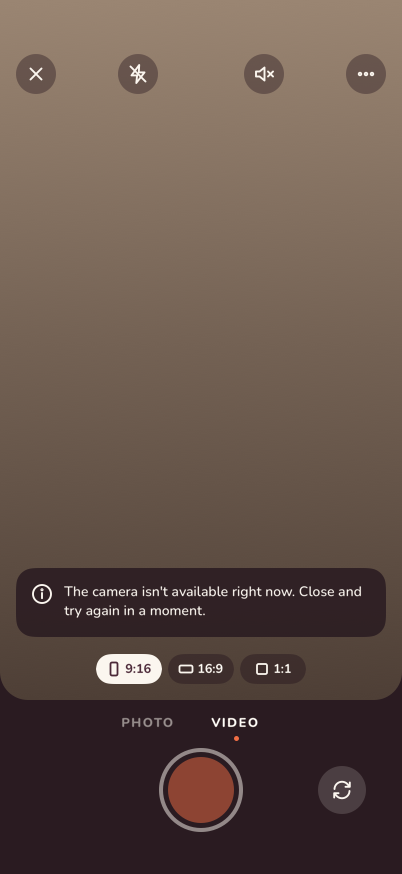 The camera isn't available right now. Close and
try again in a moment.
9:16
16:9
1:1
PHOTO
VIDEO